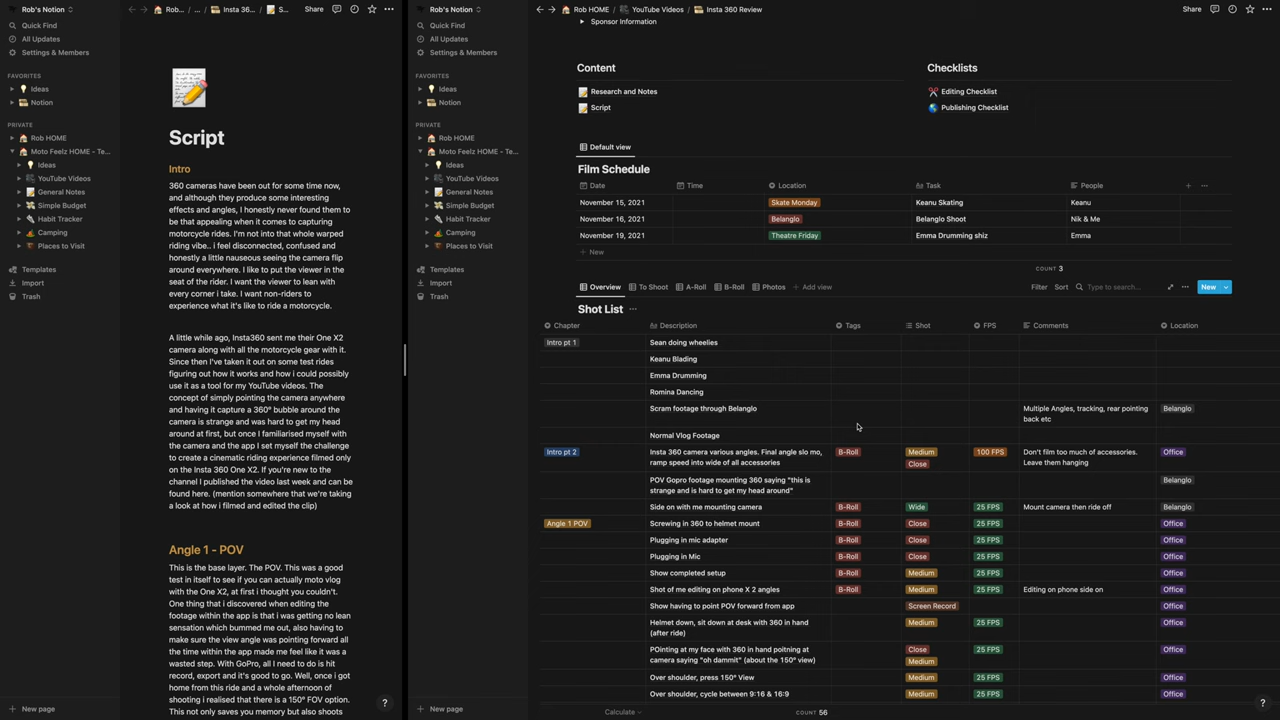 Rob's Notion
Quick Find
All Updates
Settings & Members
FAVORITES
Ideas
Notion
PRIVATE
Rob HOME
Moto Feelz HOME - Te...
Ideas
YouTube Videos
General Notes
Simple Budget
Habit Tracker
Camping
Places to Visit
Templates
Import
Trash
New page
Rob... / ... / Insta 36... / S...
Share
Script
Intro
360 cameras have been out for some time now,
and although they produce some interesting
effects and angles, I honestly never found them to
be that appealing when it comes to capturing
motorcycle rides. I'm not into that whole warped
riding vibe.. i feel disconnected, confused and
honestly a little nauseous seeing the camera flip
around everywhere. I like to put the viewer in the
seat of the rider. I want the viewer to lean with
every corner i take. I want non-riders to
experience what it's like to ride a motorcycle.
A little while ago, Insta360 sent me their One X2
camera along with all the motorcycle gear with it.
Since then I've taken it out on some test rides
figuring out how it works and how i could possibly
use it as a tool for my YouTube videos. The
concept of simply pointing the camera anywhere
and having it capture a 360° bubble around the
camera is strange and was hard to get my head
around at first, but once I familiarised myself with
the camera and the app I set myself the challenge
to create a cinematic riding experience filmed only
on the Insta 360 One X2. If you're new to the
channel I published the video last week and can be
found here. (mention somewhere that we're taking
a look at how i filmed and edited the clip)
Angle 1 - POV
This is the base layer. The POV. This was a good
test in itself to see if you can actually moto vlog
with the One X2, at first i thought you couldn't.
One thing that i discovered when editing the
footage within the app is that i was getting no lean
sensation which bummed me out, also having to
make sure the view angle was pointing forward all
the time within the app made me feel like it was a
wasted step. With GoPro, all I need to do is hit
record, export and it's good to go. Well, once i got
home from this ride and a whole afternoon of
shooting i realised that there is a 150° FOV option.
This not only saves you memory but also shoots
?
Rob's Notion
Quick Find
All Updates
Settings & Members
FAVORITES
Ideas
Notion
PRIVATE
Rob HOME
Moto Feelz HOME - Te...
Ideas
YouTube Videos
General Notes
Simple Budget
Habit Tracker
Camping
Places to Visit
Templates
Import
Trash
New page
Rob HOME / YouTube Videos / Insta 360 Review
Share
Sponsor Information
Content
Research and Notes
Script
Checklists
Editing Checklist
Publishing Checklist
Default view
Film Schedule
Date Time Location Task People
November 15, 2021 Skate Monday Keanu Skating Keanu
November 16, 2021 Belanglo Belanglo Shoot Nik & Me
November 19, 2021 Theatre Friday Emma Drumming shiz Emma
+ New
COUNT 3
Overview To Shoot A-Roll B-Roll Photos + Add view Filter Sort Type to search... New
Shot List
Chapter Description Tags Shot FPS Comments Location
Intro pt 1 Sean doing wheelies
Keanu Blading
Emma Drumming
Romina Dancing
Scram footage through Belanglo Multiple Angles, tracking, rear pointing Belanglo
back etc
Normal Vlog Footage
Intro pt 2 Insta 360 camera various angles. Final angle slo mo, B-Roll Medium 100 FPS Don't film too much of accessories. Office
ramp speed into wide of all accessories Close Leave them hanging
POV Gopro footage mounting 360 saying "this is Belanglo
strange and is hard to get my head around"
Side on with me mounting camera B-Roll Wide 25 FPS Mount camera then ride off Belanglo
Angle 1 POV Screwing in 360 to helmet mount B-Roll Close 25 FPS Office
Plugging in mic adapter B-Roll Close 25 FPS Office
Plugging in Mic B-Roll Close 25 FPS Office
Show completed setup B-Roll Medium 25 FPS Office
Shot of me editing on phone X 2 angles B-Roll Medium 25 FPS Editing on phone side on Office
Show having to point POV forward from app Screen Record Office
Helmet down, sit down at desk with 360 in hand Medium 25 FPS Office
(after ride)
POinting at my face with 360 in hand poitning at Close 25 FPS Office
camera saying "oh dammit" (about the 150° view) Medium
Over shoulder, press 150° View Medium 25 FPS Office
Over shoulder, cycle between 9:16 & 16:9 Medium 25 FPS Office
Calculate COUNT 56
?